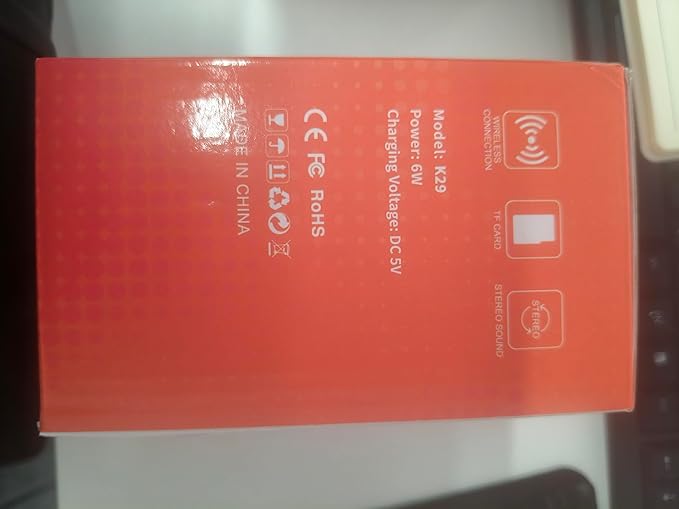 WIRELESS
CONNECTION
TF CARD
STEREO
STEREO SOUND
Model: K29
Power: 6W
Charging Voltage: DC 5V
CE FC RoHS
MADE IN CHINA